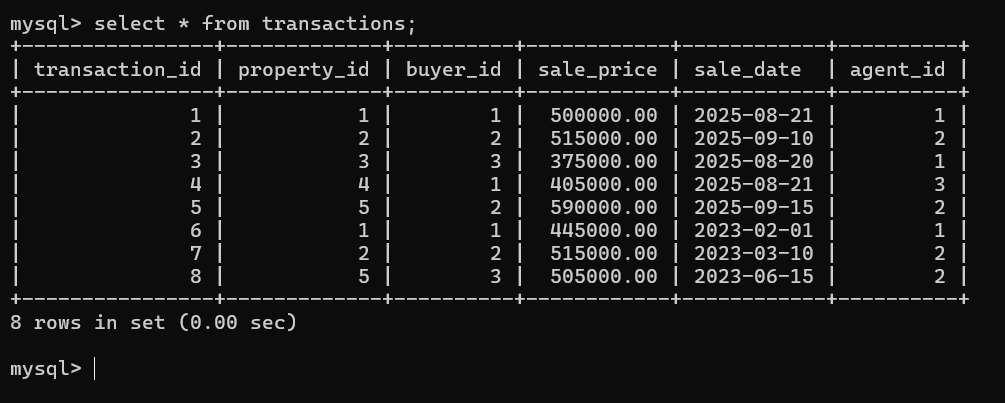 mysql> select * from transactions;
+----------------+-------------+----------+------------+------------+----------+
| transaction_id | property_id | buyer_id | sale_price | sale_date  | agent_id |
+----------------+-------------+----------+------------+------------+----------+
|              1 |           1 |        1 |  500000.00 | 2025-08-21 |        1 |
|              2 |           2 |        2 |  515000.00 | 2025-09-10 |        2 |
|              3 |           3 |        3 |  375000.00 | 2025-08-20 |        1 |
|              4 |           4 |        1 |  405000.00 | 2025-08-21 |        3 |
|              5 |           5 |        2 |  590000.00 | 2025-09-15 |        2 |
|              6 |           1 |        1 |  445000.00 | 2023-02-01 |        1 |
|              7 |           2 |        2 |  515000.00 | 2023-03-10 |        2 |
|              8 |           5 |        3 |  505000.00 | 2023-06-15 |        2 |
+----------------+-------------+----------+------------+------------+----------+
8 rows in set (0.00 sec)
mysql>